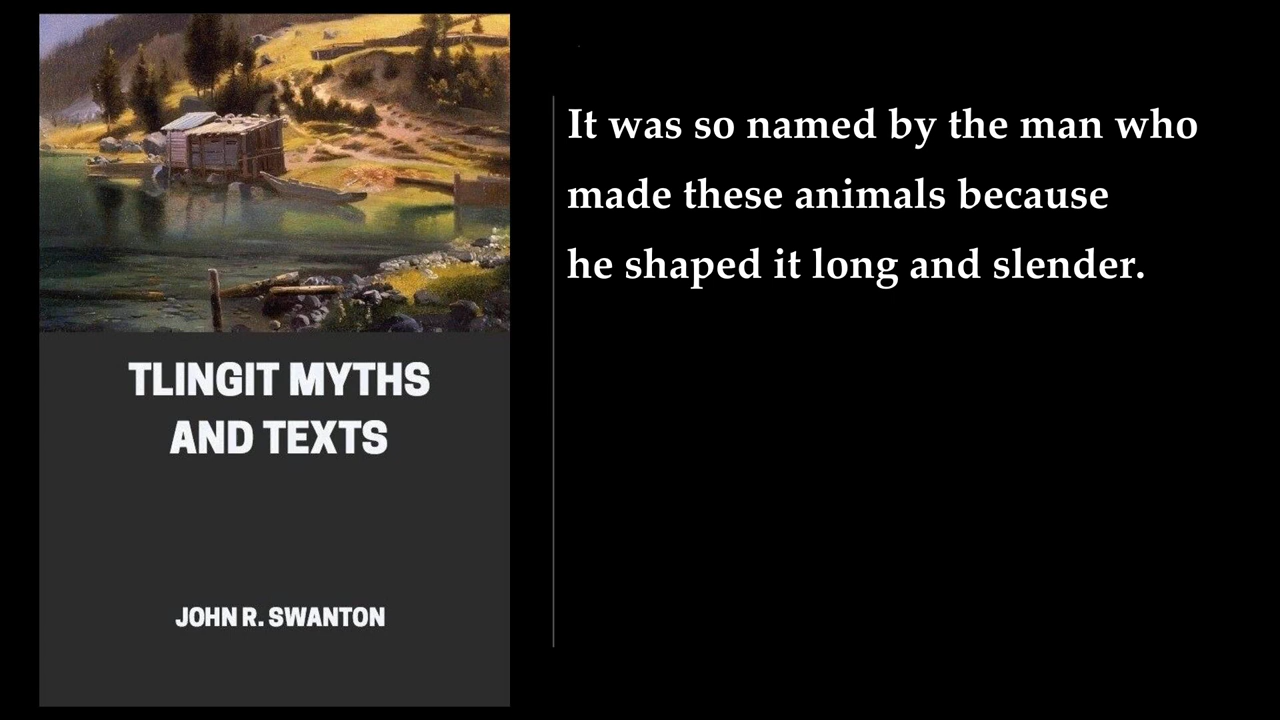 TLINGIT MYTHS
AND TEXTS
JOHN R. SWANTON
It was so named by the man who
made these animals because
he shaped it long and slender.